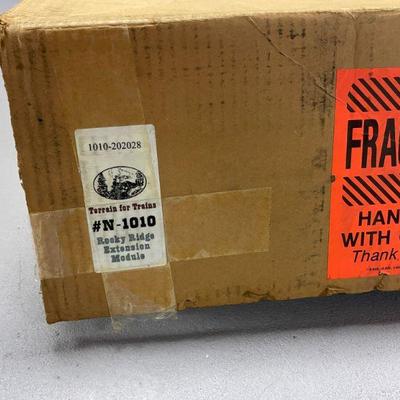 1010-202028
Terrain for Trains
#N-1010
Rocky Ridge
Extension
Module
FRAG
HAN
WITH
Thank